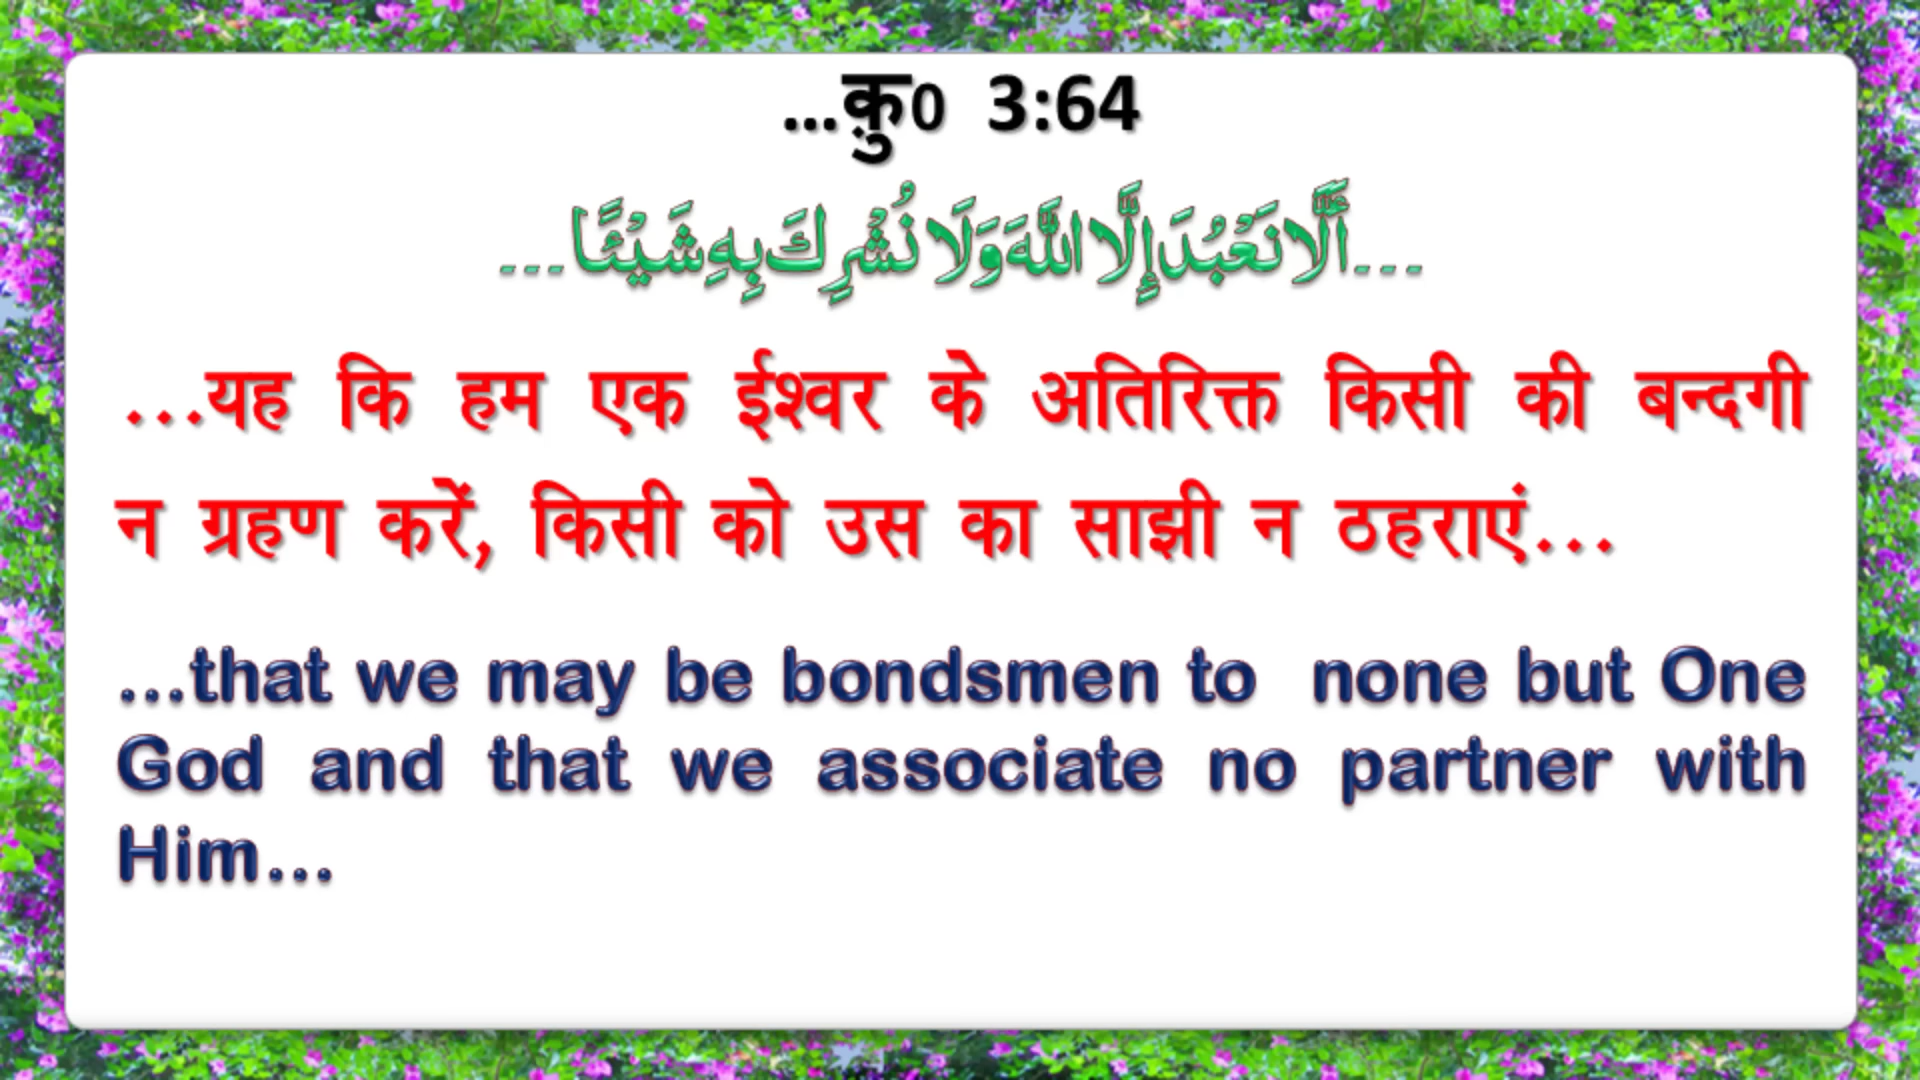 ...क़ु0 3:64
...أَلَّا نَعْبُدَ إِلَّا اللَّهَ وَلَا نُشْرِكَ بِهِ شَيْئًا...
...यह कि हम एक ईश्वर के अतिरिक्त किसी की बन्दगी
न ग्रहण करें, किसी को उस का साझी न ठहराएं...
...that we may be bondsmen to none but One
God and that we associate no partner with
Him...